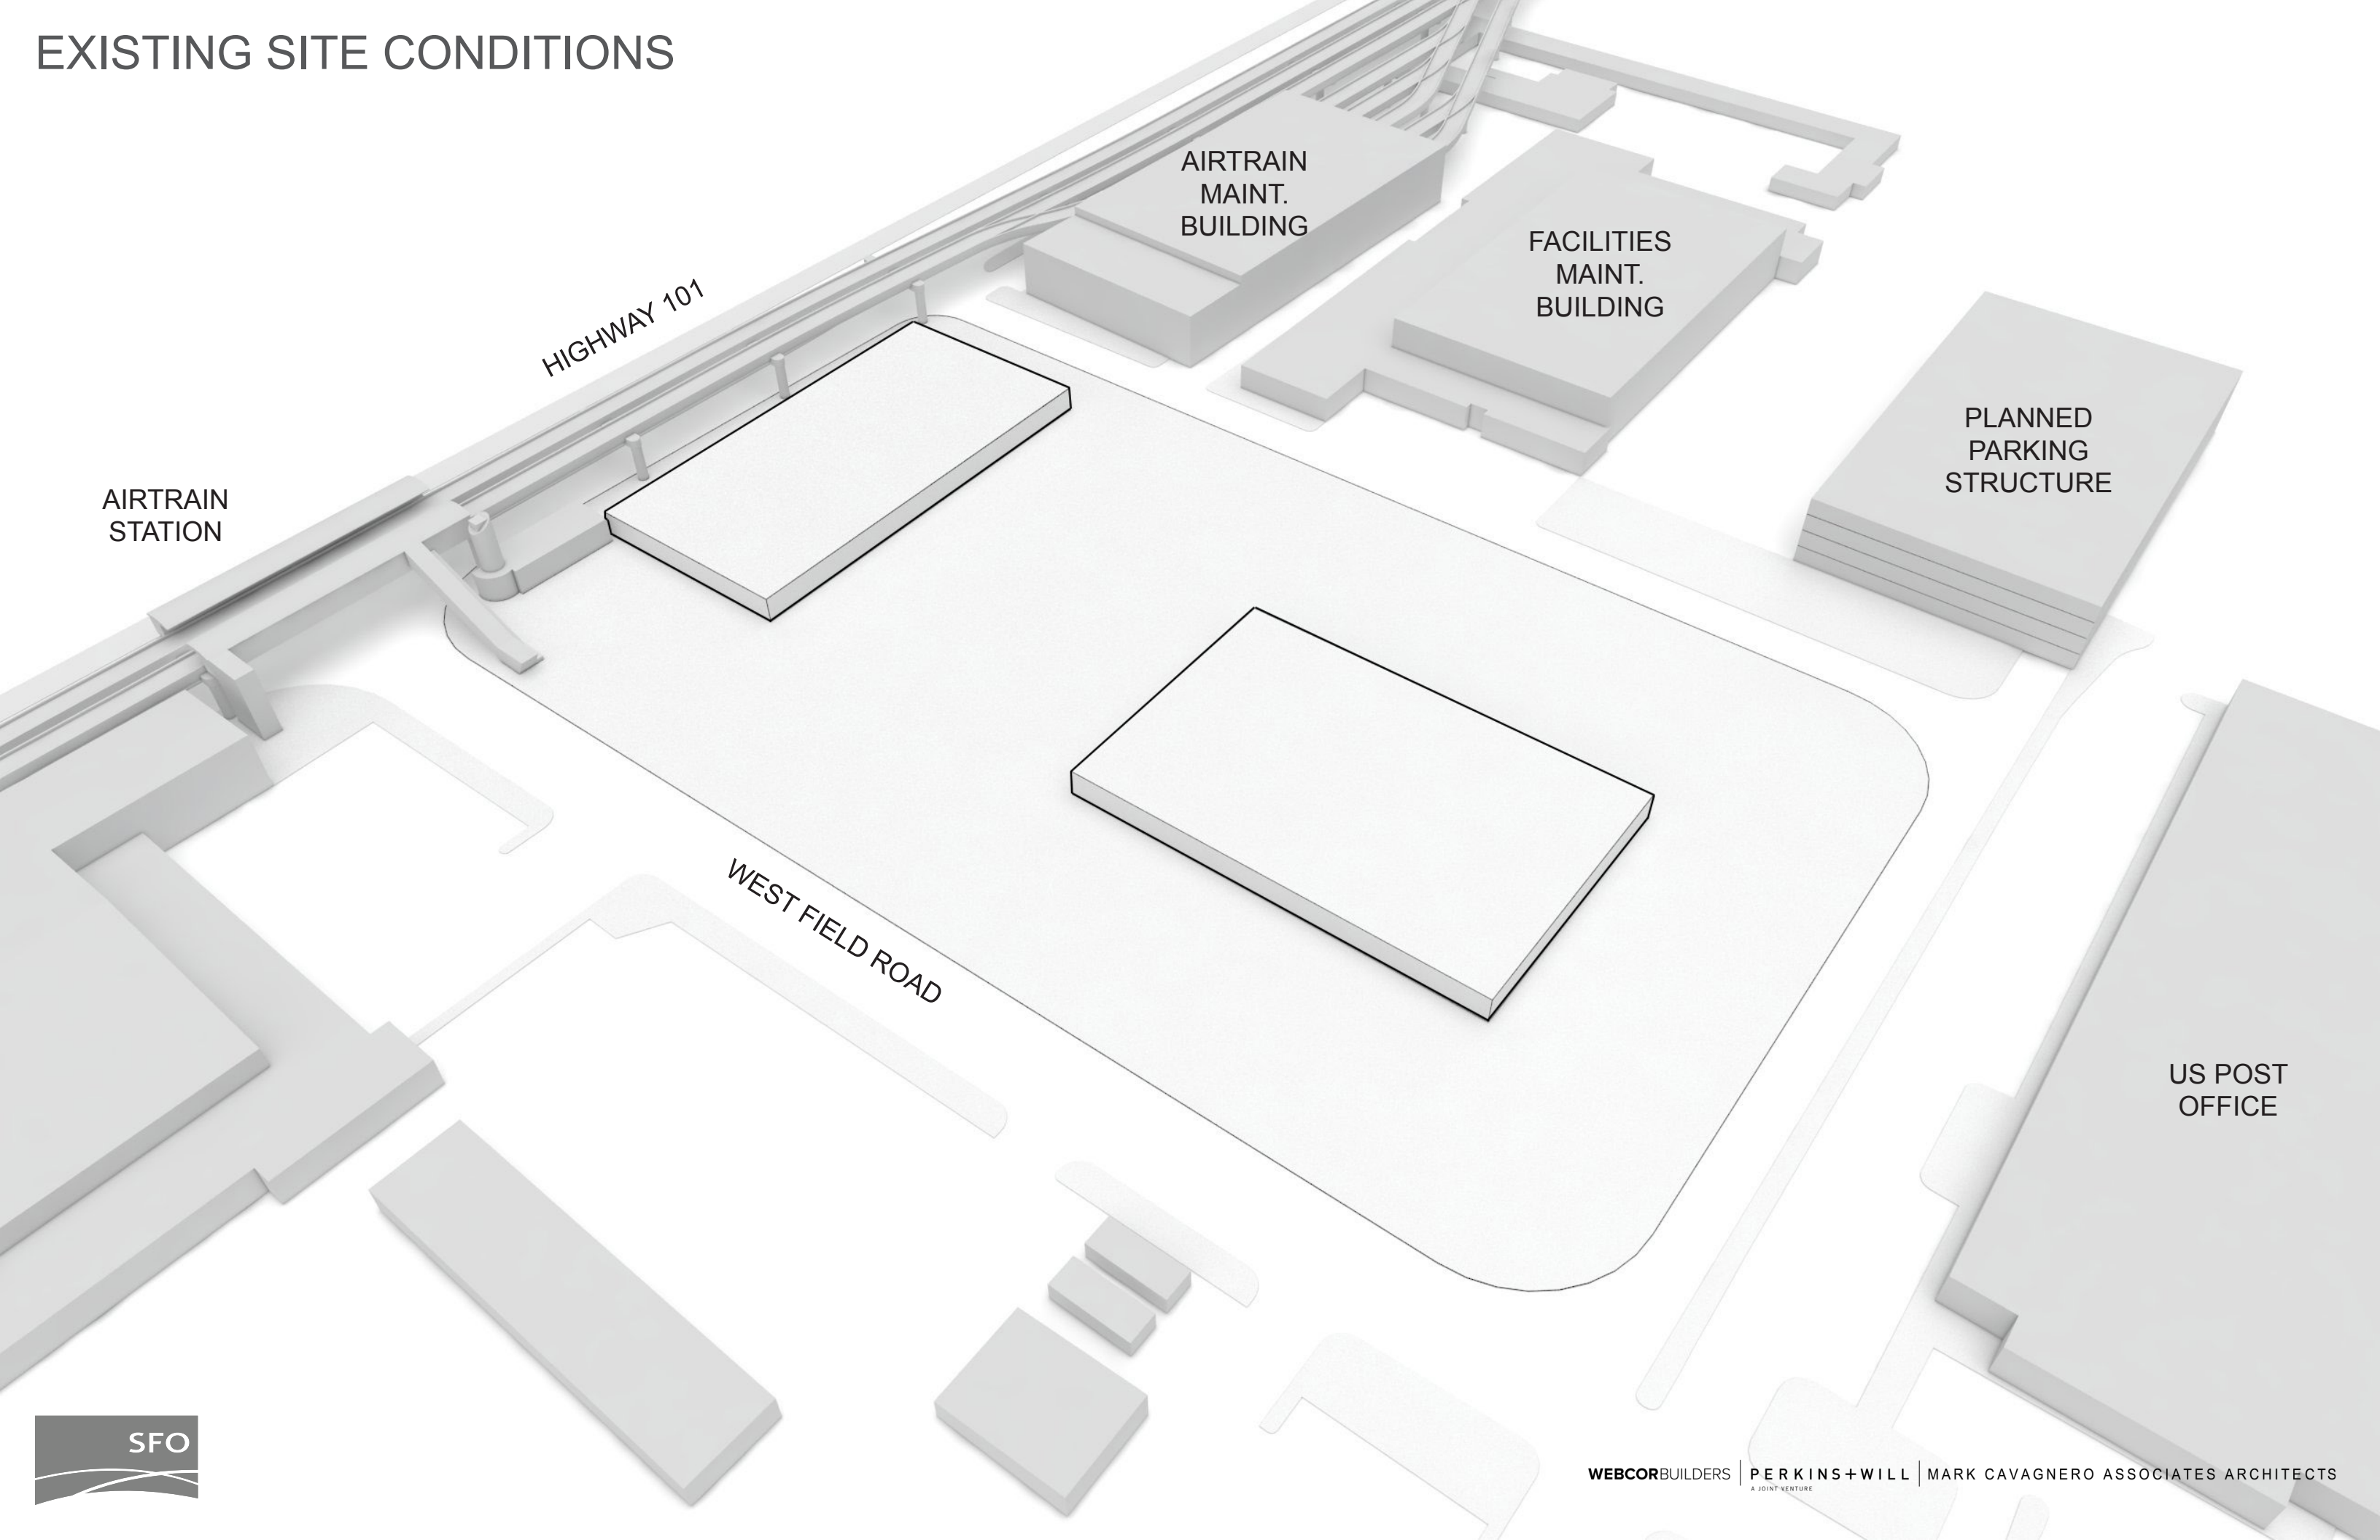 EXISTING SITE CONDITIONS
AIRTRAIN
MAINT.
BUILDING
FACILITIES
MAINT.
BUILDING
HIGHWAY 101
PLANNED
PARKING
STRUCTURE
AIRTRAIN
STATION
WEST FIELD ROAD
US POST
OFFICE
SFO
WEBCORBUILDERS | PERKINS+WILL | MARK CAVAGNERO ASSOCIATES ARCHITECTS
A JOINT VENTURE